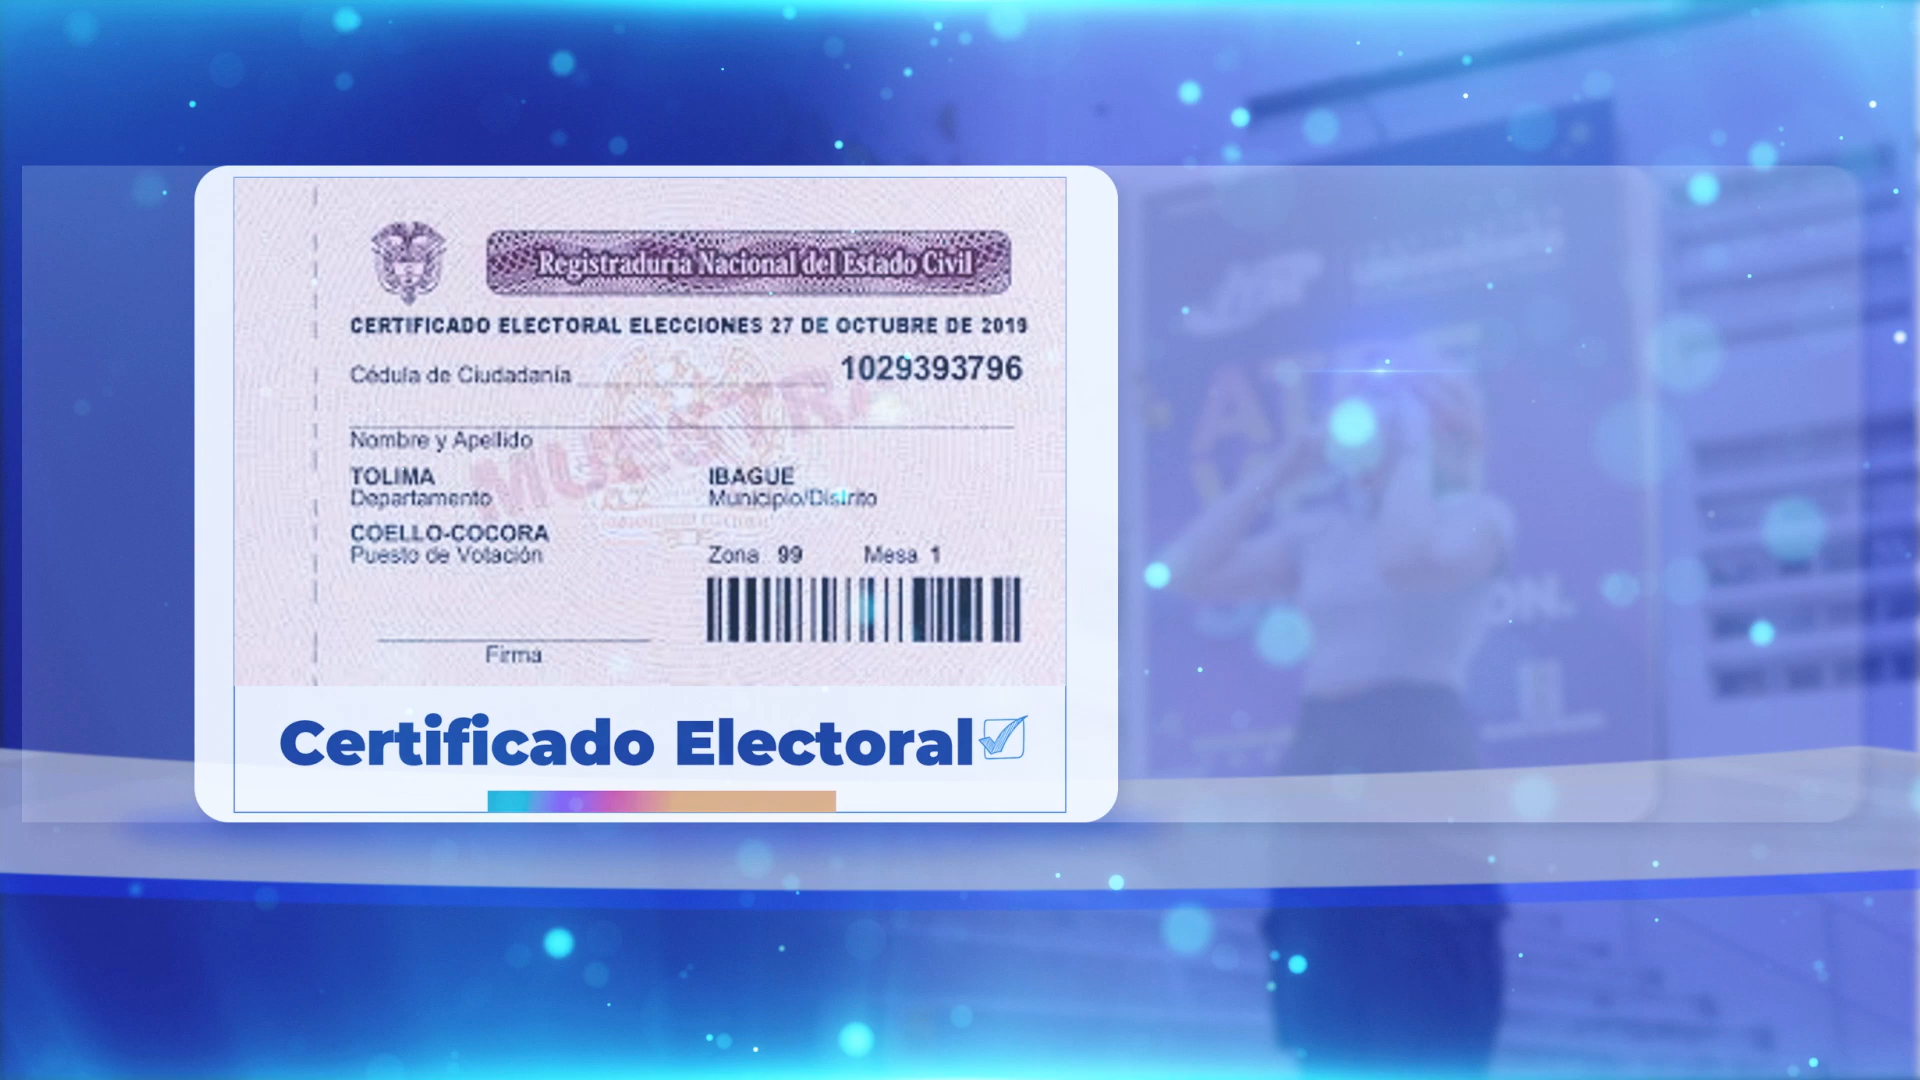 Registraduría Nacional del Estado Civil
CERTIFICADO ELECTORAL ELECCIONES 27 DE OCTUBRE DE 2019
Cédula de Ciudadanía 1029393796
Nombre y Apellido
TOLIMA IBAGUE
Departamento Municipio/Distrito
COELLO-COCORA
Puesto de Votación Zona 99 Mesa 1
Firma
Certificado Electoral